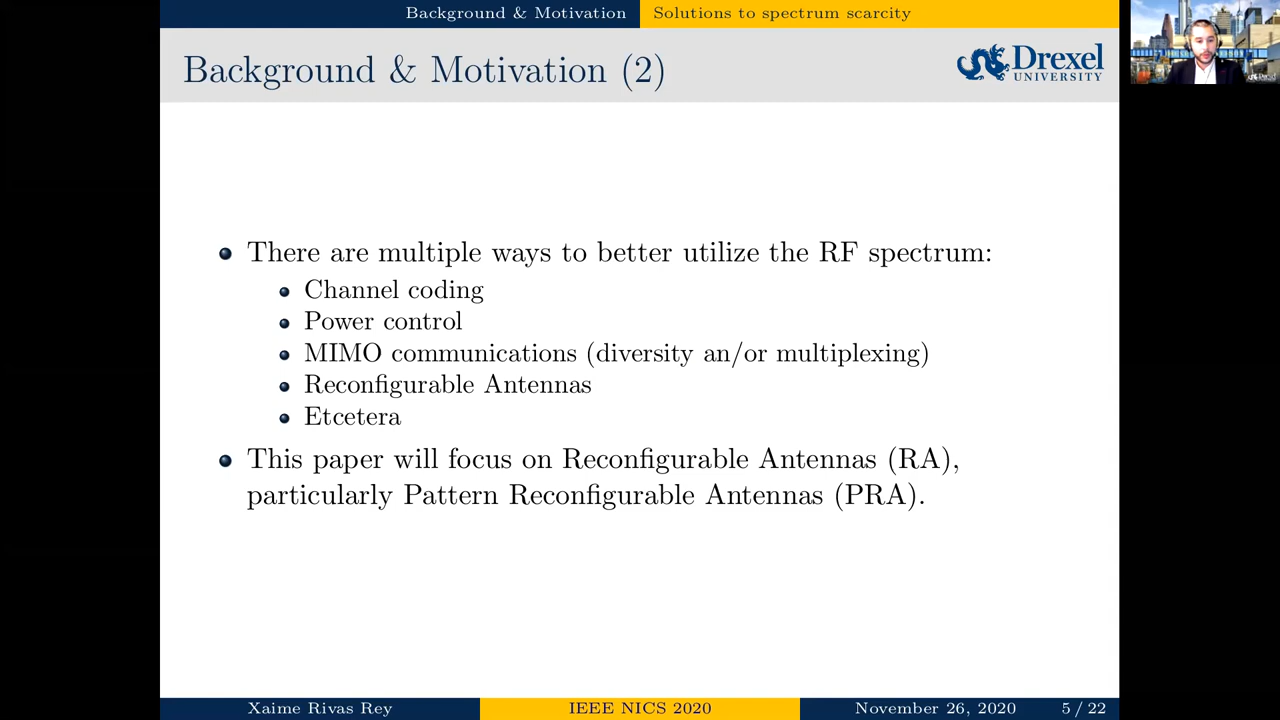 Background & Motivation
Solutions to spectrum scarcity
Background & Motivation (2)
Drexel
UNIVERSITY
There are multiple ways to better utilize the RF spectrum:
Channel coding
Power control
MIMO communications (diversity an/or multiplexing)
Reconfigurable Antennas
Etcetera
This paper will focus on Reconfigurable Antennas (RA),
particularly Pattern Reconfigurable Antennas (PRA).
Xaime Rivas Rey
IEEE NICS 2020
November 26, 2020
5 / 22